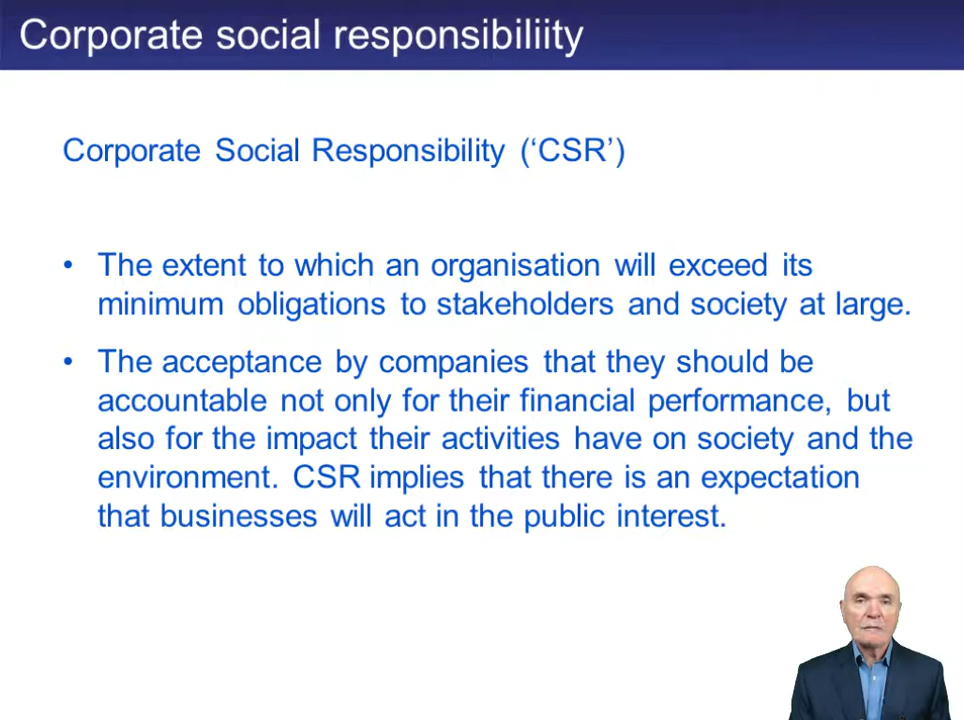 Corporate social responsibiliity
Corporate Social Responsibility (‘CSR’)
• The extent to which an organisation will exceed its
minimum obligations to stakeholders and society at large.
• The acceptance by companies that they should be
accountable not only for their financial performance, but
also for the impact their activities have on society and the
environment. CSR implies that there is an expectation
that businesses will act in the public interest.